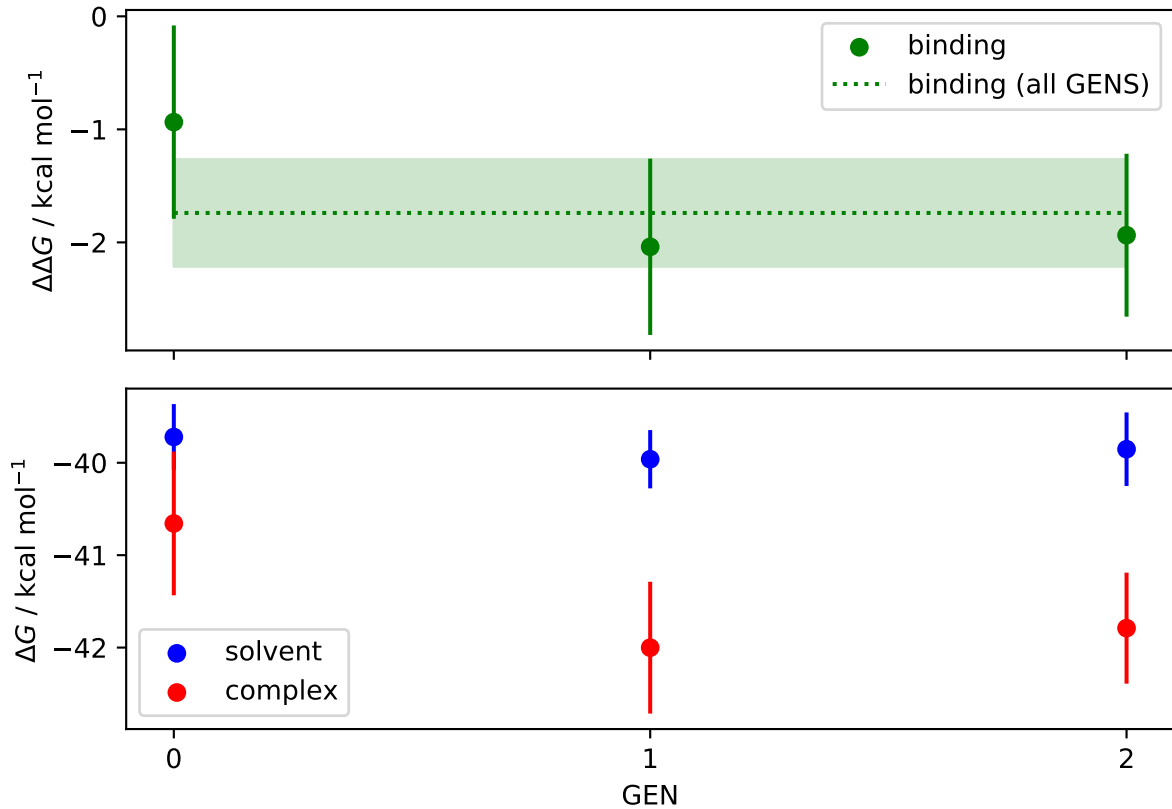 0
−1
−2
ΔΔG / kcal mol⁻¹
binding
binding (all GENS)
−40
−41
−42
ΔG / kcal mol⁻¹
solvent
complex
0 1 2
GEN